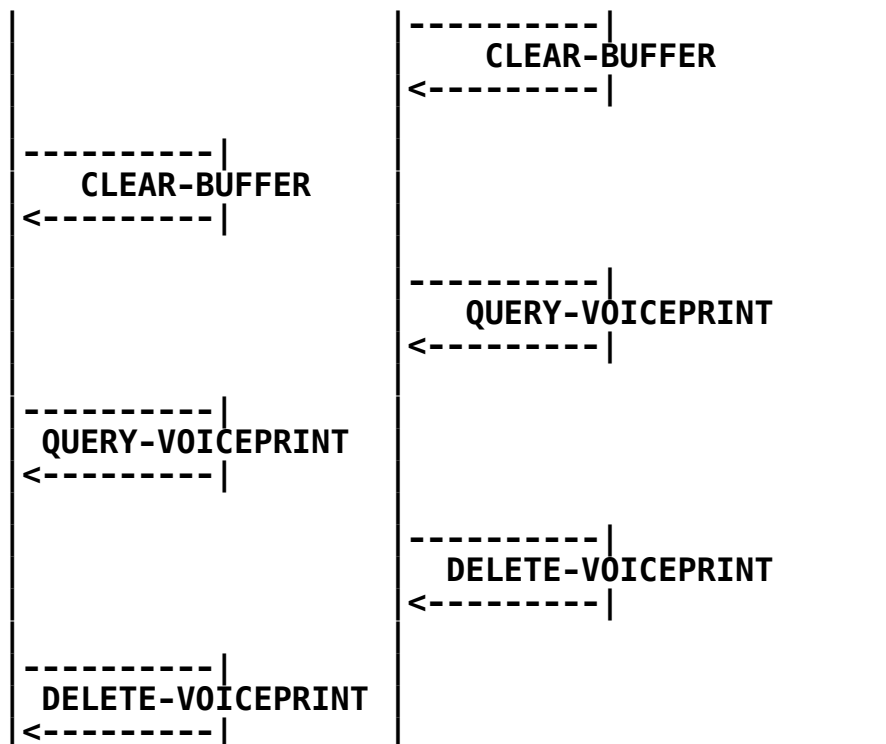 |                   |----------|
|                   |    CLEAR-BUFFER
|                   |<---------|
|                   |
|----------|        |
|   CLEAR-BUFFER    |
|<---------|        |
|                   |
|                   |----------|
|                   |   QUERY-VOICEPRINT
|                   |<---------|
|                   |
|----------|        |
| QUERY-VOICEPRINT  |
|<---------|        |
|                   |
|                   |----------|
|                   |  DELETE-VOICEPRINT
|                   |<---------|
|                   |
|----------|        |
| DELETE-VOICEPRINT |
|<---------|        |